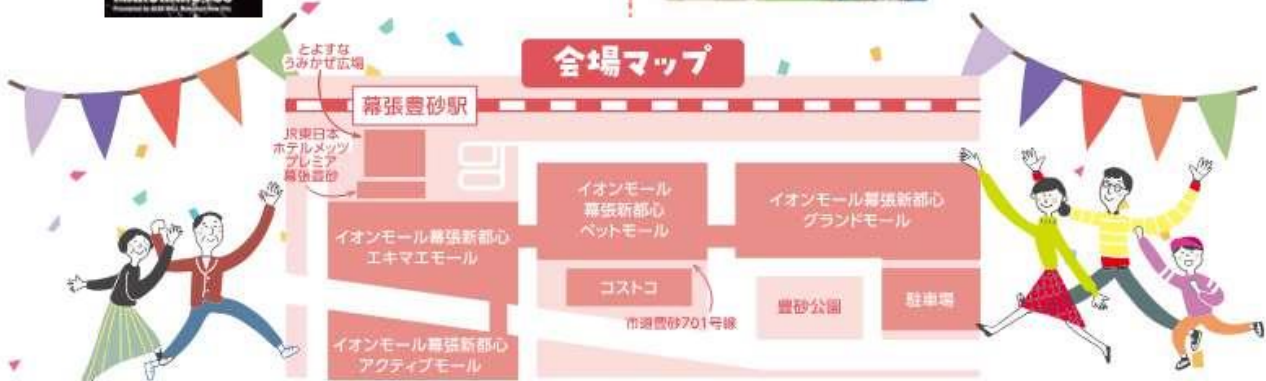 会場マップ
とよすな
うみかぜ広場
幕張豊砂駅
JR東日本
ホテルメッツ
プレミア
幕張豊砂
イオンモール
幕張新都心
ペットモール
イオンモール幕張新都心
グランドモール
イオンモール幕張新都心
エキマエモール
コストコ
豊砂公園
駐車場
市道豊砂701号線
イオンモール幕張新都心
アクティブモール